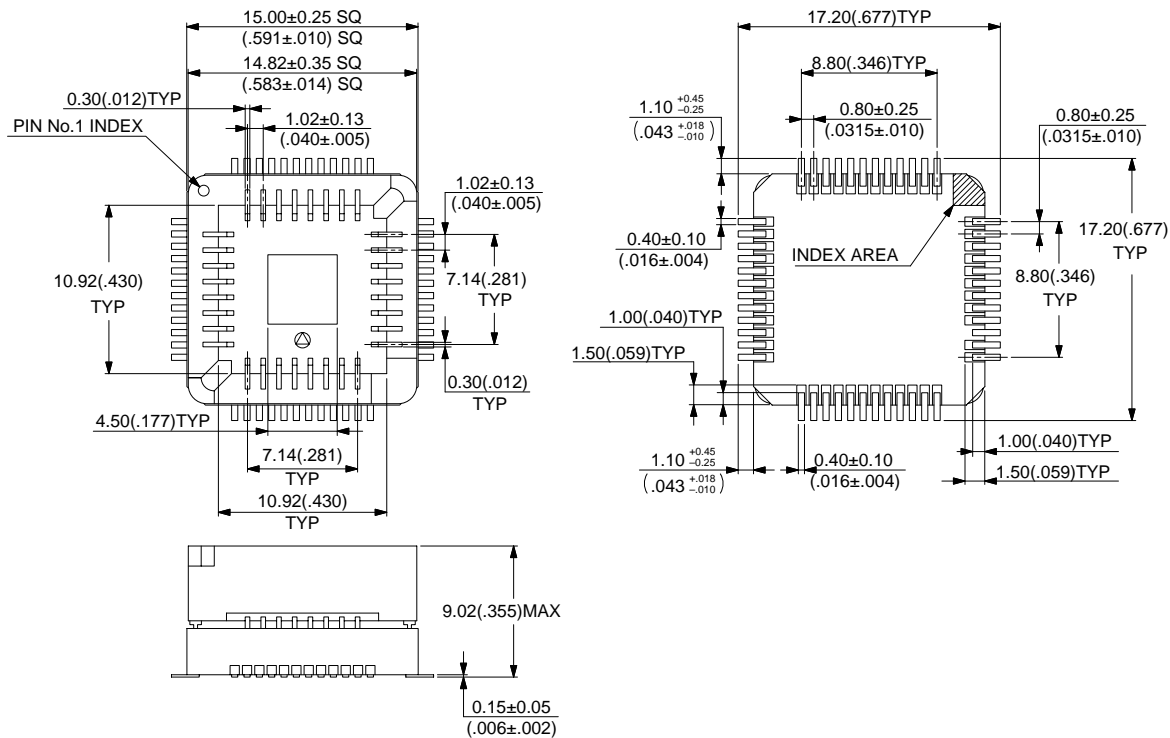 15.00±0.25 SQ
(.591±.010) SQ
14.82±0.35 SQ
(.583±.014) SQ
0.30(.012)TYP
PIN No.1 INDEX
1.02±0.13
(.040±.005)
1.02±0.13
(.040±.005)
10.92(.430)
TYP
7.14(.281)
TYP
0.30(.012)
TYP
4.50(.177)TYP
7.14(.281)
TYP
10.92(.430)
TYP
17.20(.677)TYP
8.80(.346)TYP
1.10 +0.45 −0.25
(.043 +.018 −.010)
0.80±0.25
(.0315±.010)
0.80±0.25
(.0315±.010)
0.40±0.10
(.016±.004)
INDEX AREA
17.20(.677)
TYP
8.80(.346)
TYP
1.00(.040)TYP
1.50(.059)TYP
1.10 +0.45 −0.25
(.043 +.018 −.010)
0.40±0.10
(.016±.004)
1.00(.040)TYP
1.50(.059)TYP
9.02(.355)MAX
0.15±0.05
(.006±.002)